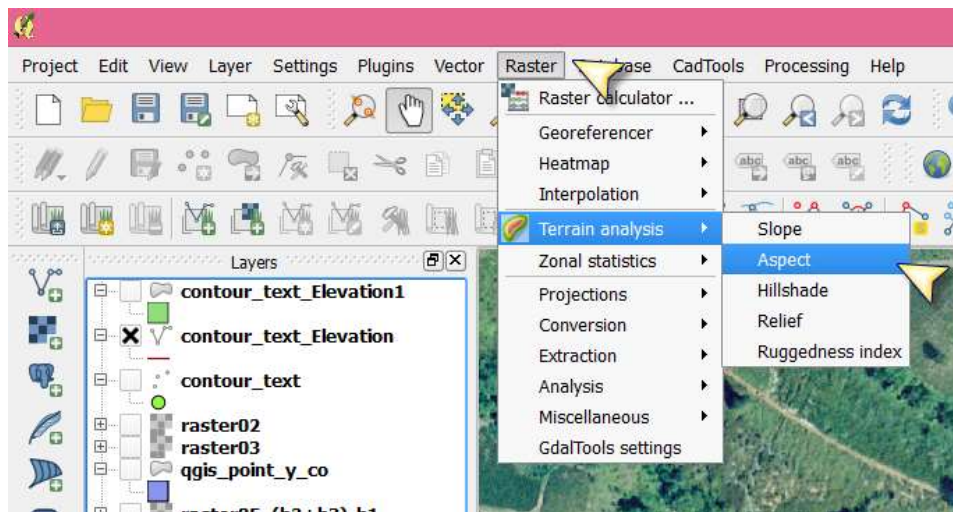 Project Edit View Layer Settings Plugins Vector Raster CadTools Processing Help
Raster calculator ...
Georeferencer
Heatmap
Interpolation
Terrain analysis
Zonal statistics
Projections
Conversion
Extraction
Analysis
Miscellaneous
GdalTools settings
Slope
Aspect
Hillshade
Relief
Ruggedness index
abc abc abc
Layers
contour_text_Elevation1
contour_text_Elevation
contour_text
raster02
raster03
qgis_point_y_co